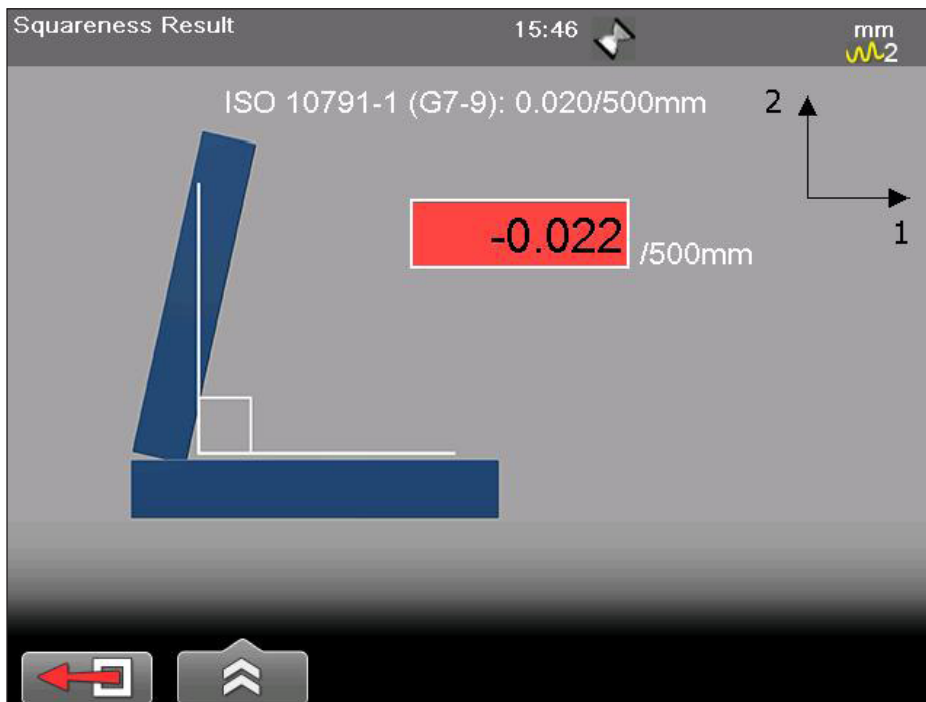 Squareness Result
15:46
mm
2
ISO 10791-1 (G7-9): 0.020/500mm
2
-0.022
/500mm
1